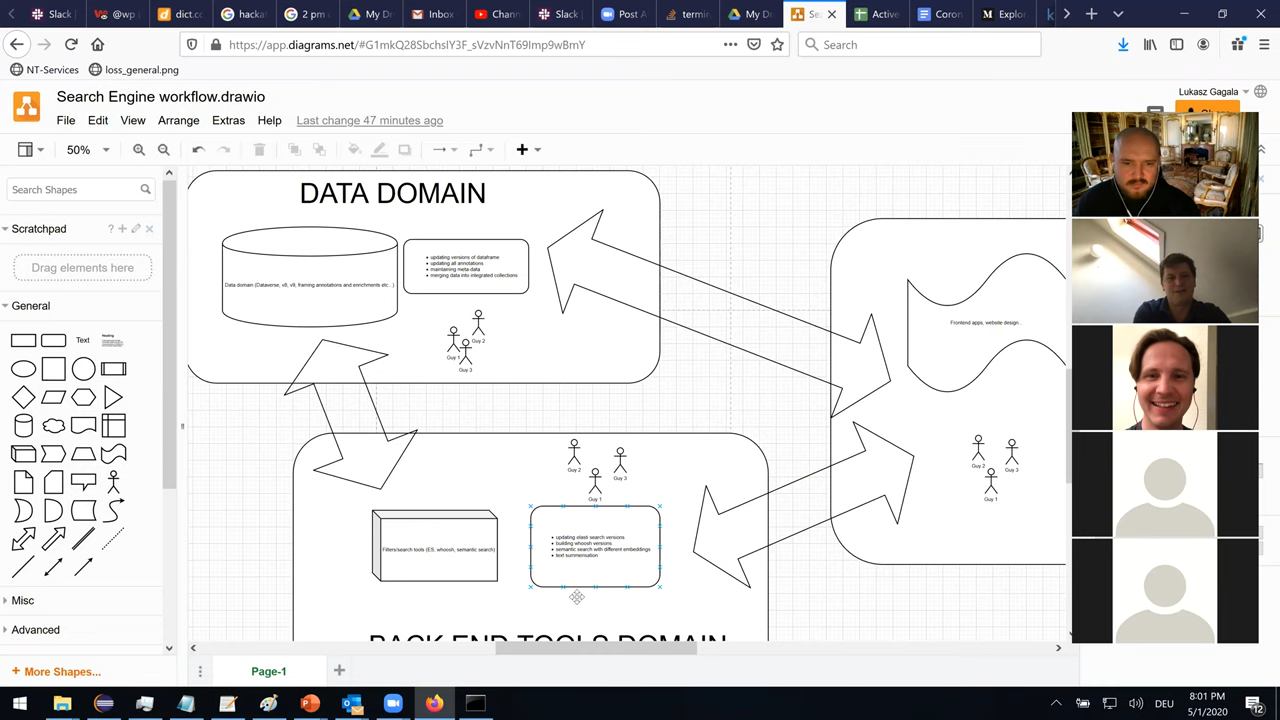 Slack |
@wp |
dict.cc
hacka
2 pm c
My D
Inbox
Curre
Slack |
Post A
termin
My D
Se
Active
Coron
Explor
https://app.diagrams.net/#G1mkQ28SbchsIY3F_sVzvNnT69Imp9wBmY
Search
NT-Services
loss_general.png
Search Engine workflow.drawio
Lukasz Gagala
File
Edit
View
Arrange
Extras
Help
Last change 47 minutes ago
50%
Search Shapes
Scratchpad
Drag elements here
General
Text
Heading
Misc
Advanced
+ More Shapes...
DATA DOMAIN
Data domain (Dataverse, v8, v9, framing annotations and enrichments etc...)
updating versions of dataframe
updating all annotations
maintaining meta-data
merging data into integrated collections
Guy 2
Guy 1
Guy 3
Frontend apps, website design...
Guy 2
Guy 3
Guy 1
Guy 2
Guy 3
Guy 1
Filters/search tools (ES, whoosh, semantic search)
updating elasti search versions
building whoosh versions
semantic search with different embeddings
text summerisation
BACK END TOOLS DOMAIN
Page-1
DEU
8:01 PM
5/1/2020
12